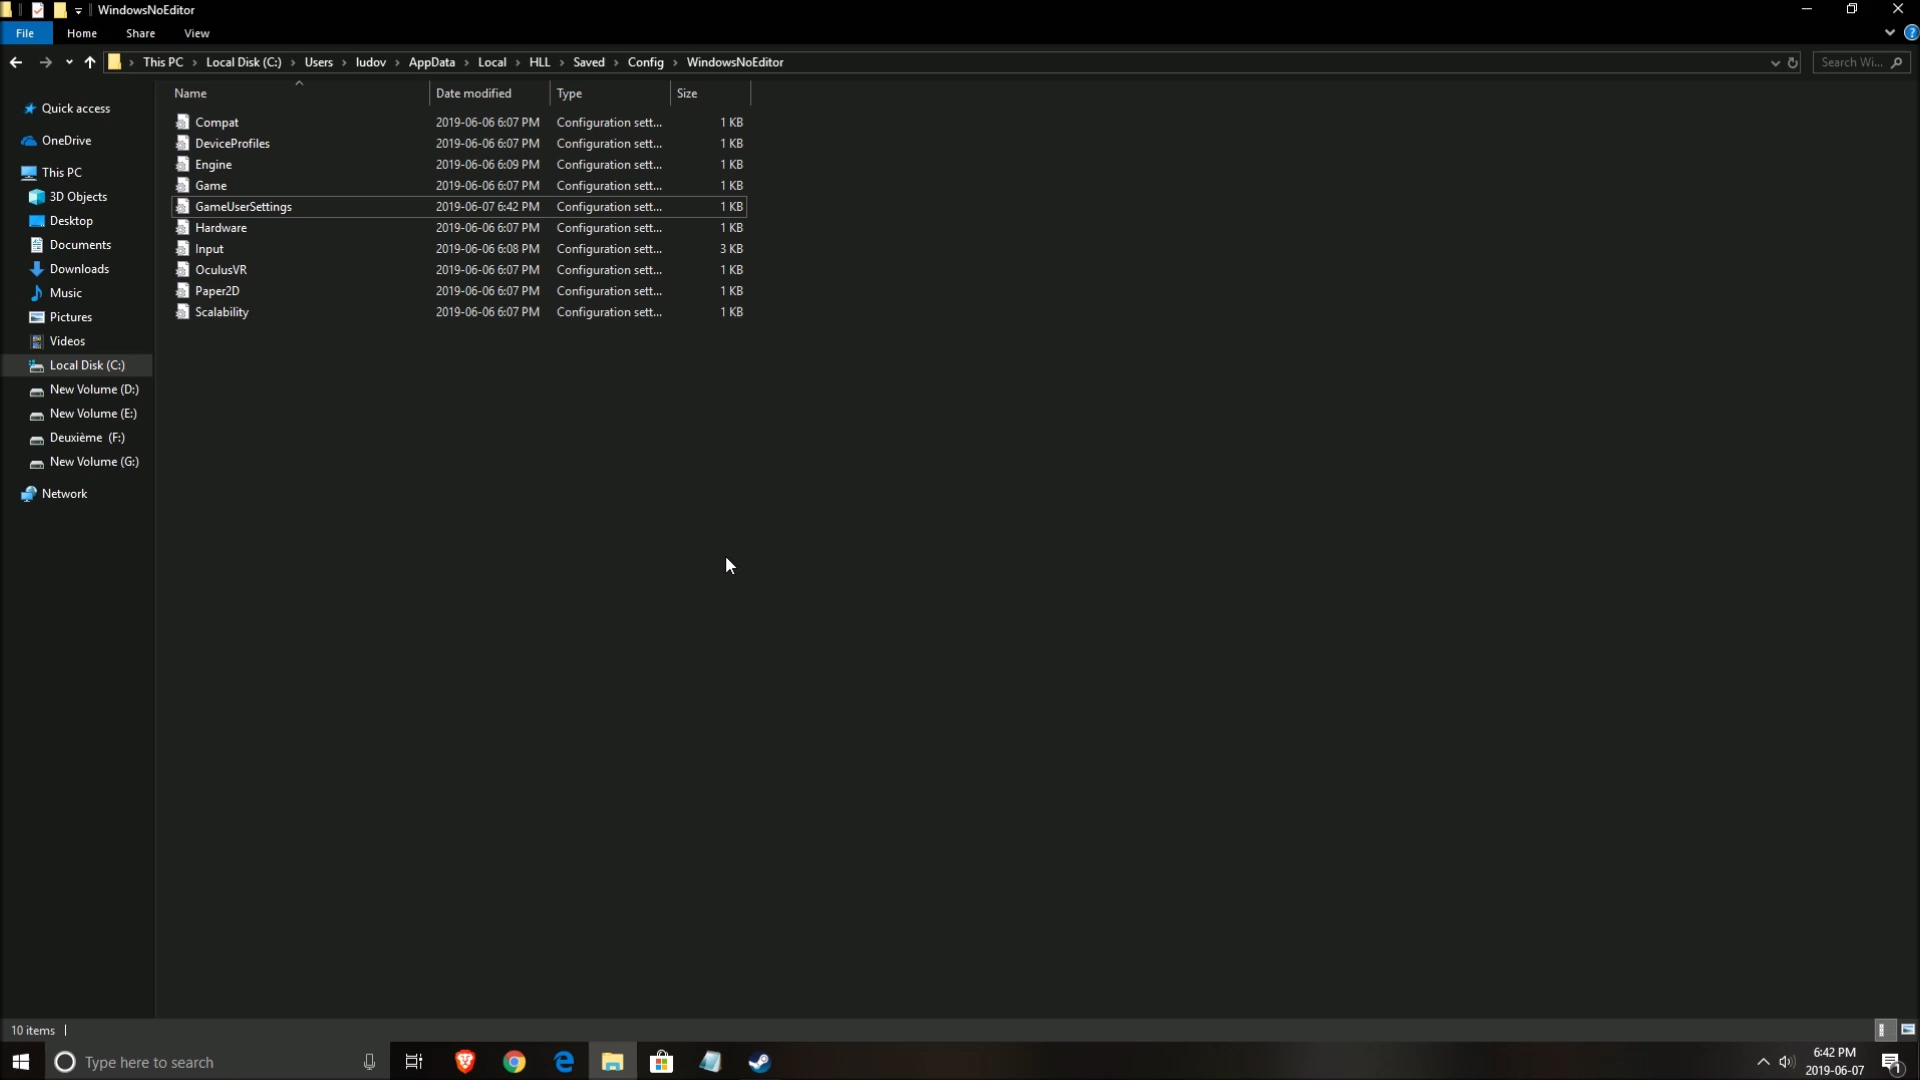 WindowsNoEditor
File Home Share View
This PC Local Disk (C:) Users ludov AppData Local HLL Saved Config WindowsNoEditor Search Wi...
Name Date modified Type Size
Quick access
OneDrive
This PC
3D Objects
Desktop
Documents
Downloads
Music
Pictures
Videos
Local Disk (C:)
New Volume (D:)
New Volume (E:)
Deuxième (F:)
New Volume (G:)
Network
Compat 2019-06-06 6:07 PM Configuration sett... 1 KB
DeviceProfiles 2019-06-06 6:07 PM Configuration sett... 1 KB
Engine 2019-06-06 6:09 PM Configuration sett... 1 KB
Game 2019-06-06 6:07 PM Configuration sett... 1 KB
GameUserSettings 2019-06-07 6:42 PM Configuration sett... 1 KB
Hardware 2019-06-06 6:07 PM Configuration sett... 1 KB
Input 2019-06-06 6:08 PM Configuration sett... 3 KB
OculusVR 2019-06-06 6:07 PM Configuration sett... 1 KB
Paper2D 2019-06-06 6:07 PM Configuration sett... 1 KB
Scalability 2019-06-06 6:07 PM Configuration sett... 1 KB
10 items
Type here to search
6:42 PM
2019-06-07
1